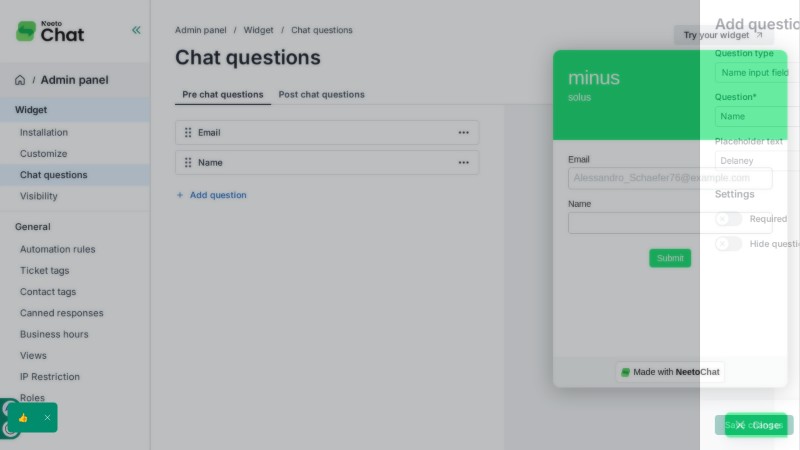 Neeto
Chat
/ Admin panel
Widget
Installation
Customize
Chat questions
Visibility
General
Automation rules
Ticket tags
Contact tags
Canned responses
Business hours
Views
IP Restriction
Roles
Admin panel / Widget / Chat questions
Chat questions
Pre chat questions
Post chat questions
Email
Name
+ Add question
Try your widget
minus
solus
Email
Alessandro_Schaefer76@example.com
Name
Submit
Made with NeetoChat
Add questio
Question type
Name input field
Question*
Name
Placeholder text
Delaney
Settings
Required
Hide questi
Save changes
Close